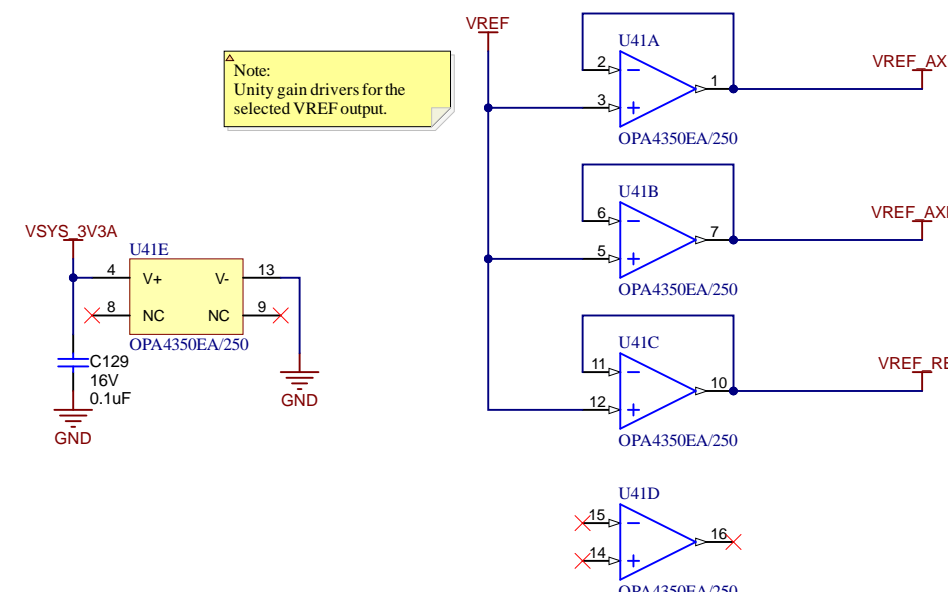 Note:
Unity gain drivers for the
selected VREF output.
VSYS_3V3A
U41E
4
V+
V-
13
8
NC
NC
9
OPA4350EA/250
C129
16V
0.1uF
GND
GND
VREF
U41A
2
3
1
OPA4350EA/250
VREF_AX
U41B
6
5
7
OPA4350EA/250
U41C
11
12
10
OPA4350EA/250
U41D
15
14
16
OPA4350EA/250